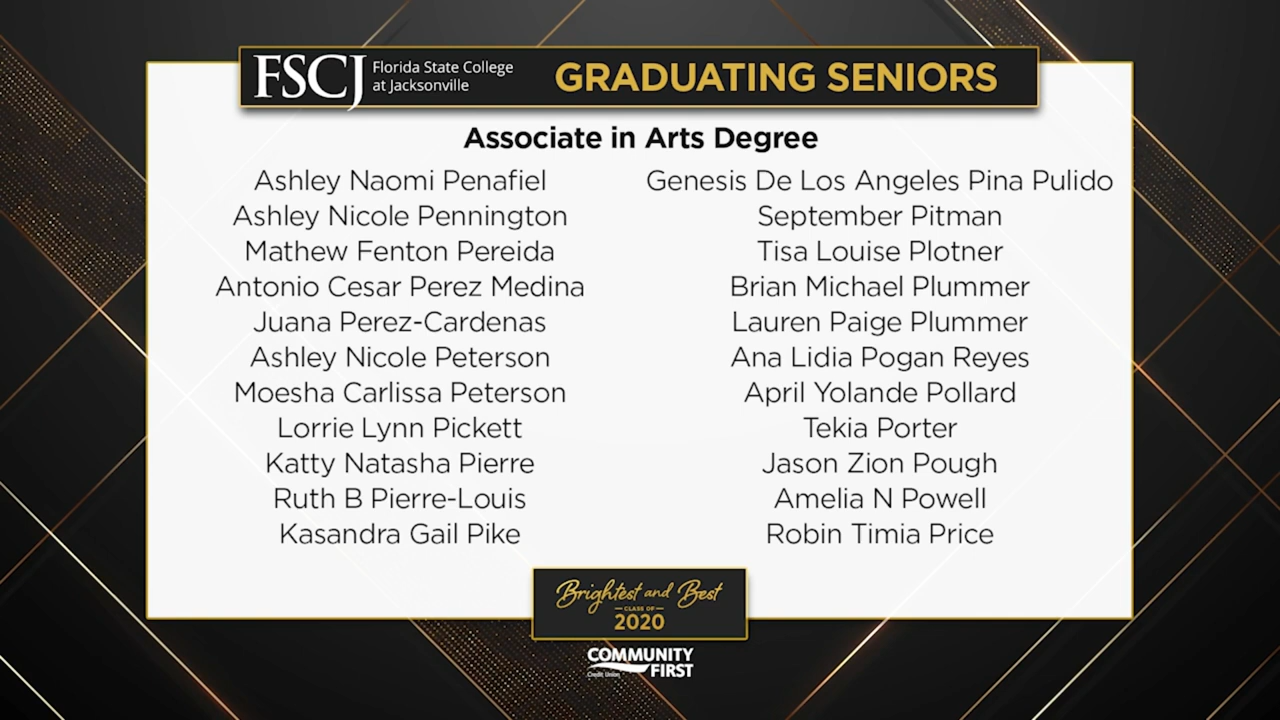 FSCJ Florida State College
at Jacksonville
GRADUATING SENIORS
Associate in Arts Degree
Ashley Naomi Penafiel
Ashley Nicole Pennington
Mathew Fenton Pereida
Antonio Cesar Perez Medina
Juana Perez-Cardenas
Ashley Nicole Peterson
Moesha Carlissa Peterson
Lorrie Lynn Pickett
Katty Natasha Pierre
Ruth B Pierre-Louis
Kasandra Gail Pike
Genesis De Los Angeles Pina Pulido
September Pitman
Tisa Louise Plotner
Brian Michael Plummer
Lauren Paige Plummer
Ana Lidia Pogan Reyes
April Yolande Pollard
Tekia Porter
Jason Zion Pough
Amelia N Powell
Robin Timia Price
Brightest and Best
CLASS OF
2020
COMMUNITY
FIRST
Credit Union